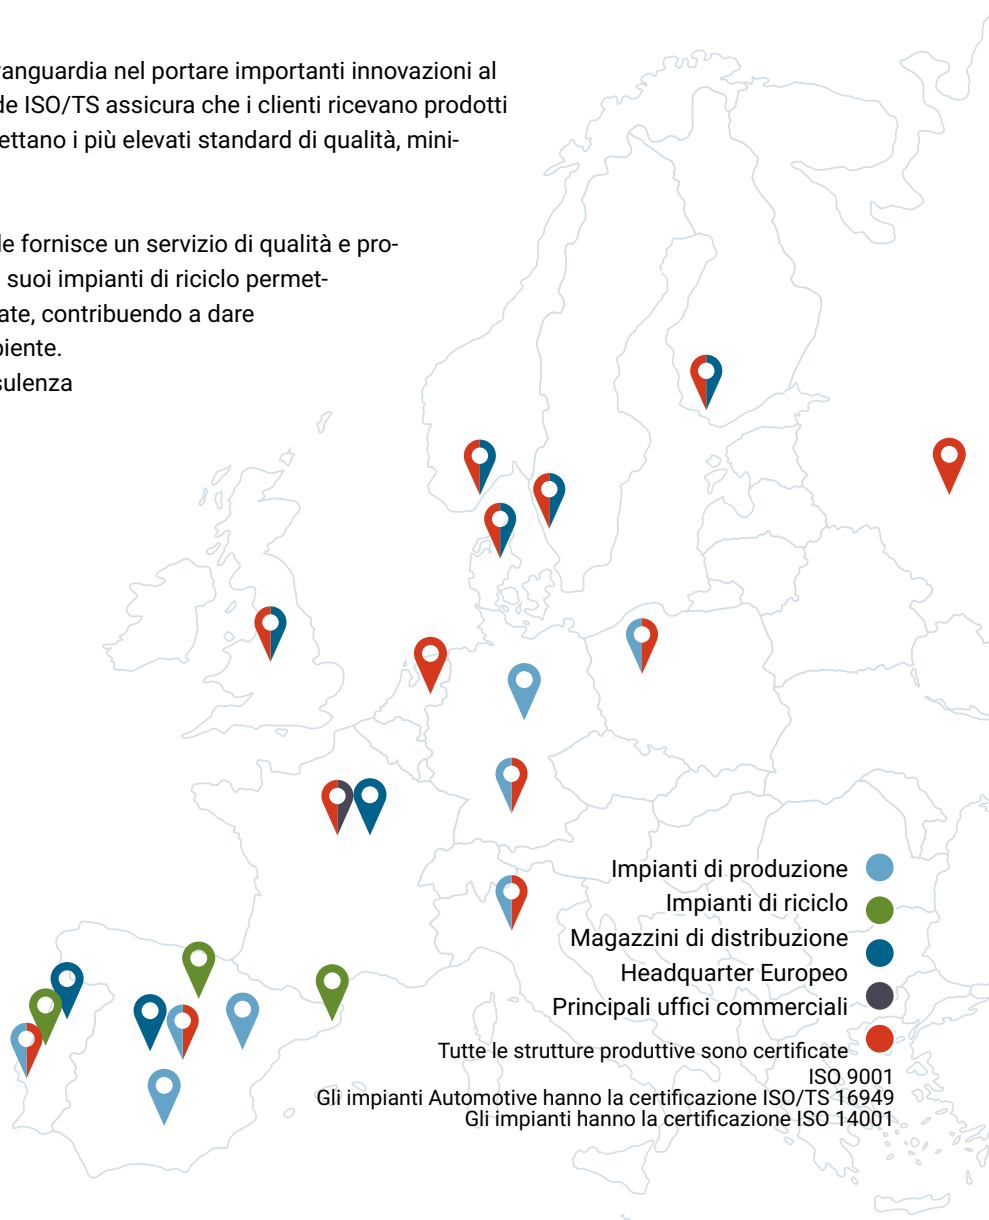 vanguardia nel portare importanti innovazioni al
de ISO/TS assicura che i clienti ricevano prodotti
ettano i più elevati standard di qualità, mini-
le fornisce un servizio di qualità e pro-
suoi impianti di riciclo permet-
ate, contribuendo a dare
biente.
sulenza
Impianti di produzione
Impianti di riciclo
Magazzini di distribuzione
Headquarter Europeo
Principali uffici commerciali
Tutte le strutture produttive sono certificate
ISO 9001
Gli impianti Automotive hanno la certificazione ISO/TS 16949
Gli impianti hanno la certificazione ISO 14001